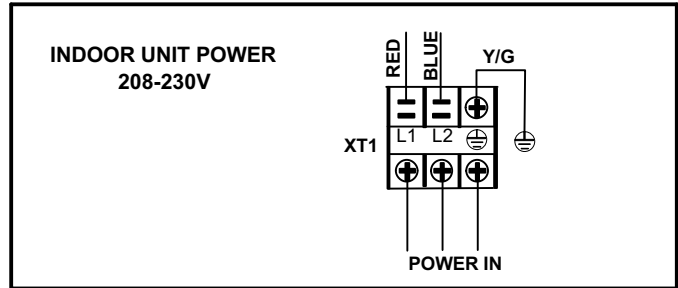 INDOOR UNIT POWER
208-230V
RED
BLUE
Y/G
XT1
L1 L2
POWER IN